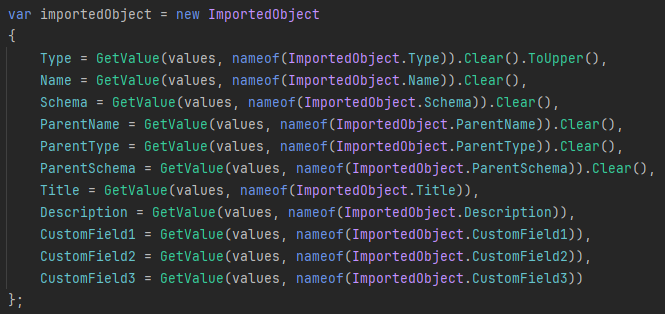 var importedObject = new ImportedObject
{
    Type = GetValue(values, nameof(ImportedObject.Type)).Clear().ToUpper(),
    Name = GetValue(values, nameof(ImportedObject.Name)).Clear(),
    Schema = GetValue(values, nameof(ImportedObject.Schema)).Clear(),
    ParentName = GetValue(values, nameof(ImportedObject.ParentName)).Clear(),
    ParentType = GetValue(values, nameof(ImportedObject.ParentType)).Clear(),
    ParentSchema = GetValue(values, nameof(ImportedObject.ParentSchema)).Clear(),
    Title = GetValue(values, nameof(ImportedObject.Title)),
    Description = GetValue(values, nameof(ImportedObject.Description)),
    CustomField1 = GetValue(values, nameof(ImportedObject.CustomField1)),
    CustomField2 = GetValue(values, nameof(ImportedObject.CustomField2)),
    CustomField3 = GetValue(values, nameof(ImportedObject.CustomField3))
};